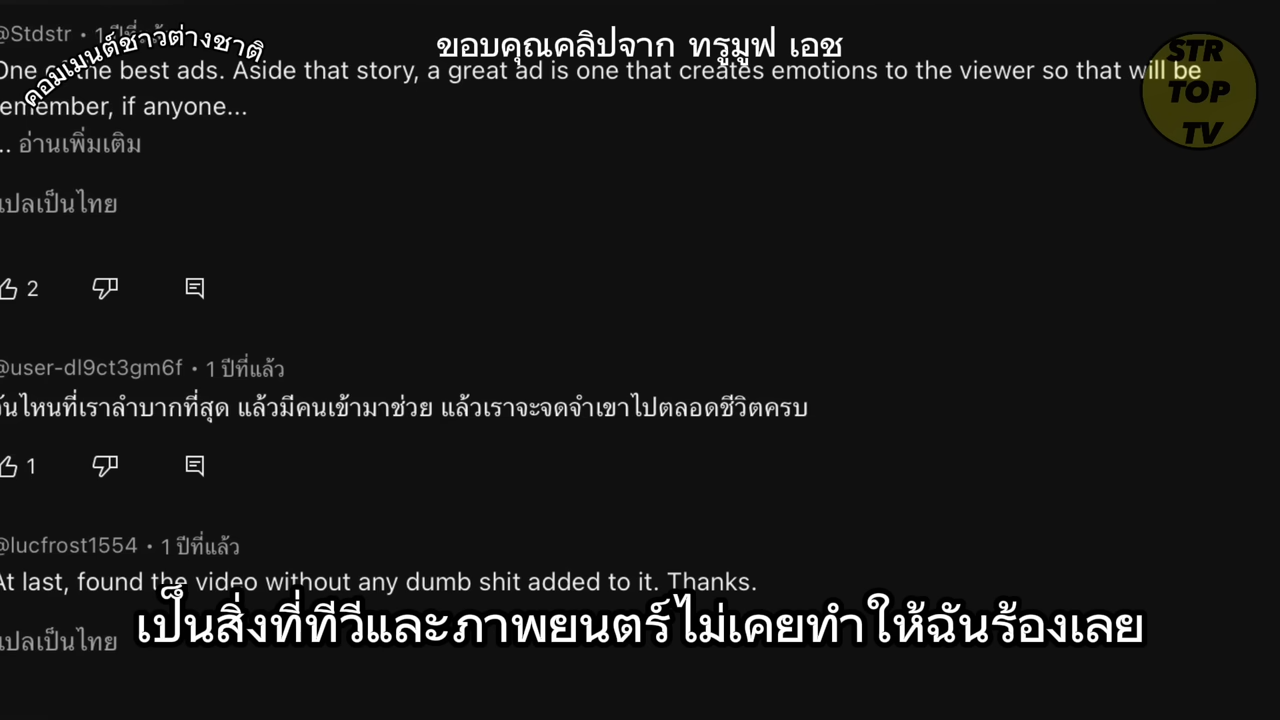 @Stdstr • 1 ปีที่แล้ว
คอมเมนต์ชาวต่างชาติ
ขอบคุณคลิปจาก ทรูมูฟ เอช
STR
TOP
TV
One of the best ads. Aside that story, a great ad is one that creates emotions to the viewer so that will be
emember, if anyone...
... อ่านเพิ่มเติม
แปลเป็นไทย
2
@user-dl9ct3gm6f • 1 ปีที่แล้ว
วันไหนที่เราลำบากที่สุด แล้วมีคนเข้ามาช่วย แล้วเราจะจดจำเขาไปตลอดชีวิตครบ
1
@lucfrost1554 • 1 ปีที่แล้ว
At last, found the video without any dumb shit added to it. Thanks.
เป็นสิ่งที่ทีวีและภาพยนตร์ไม่เคยทำให้ฉันร้องเลย
แปลเป็นไทย